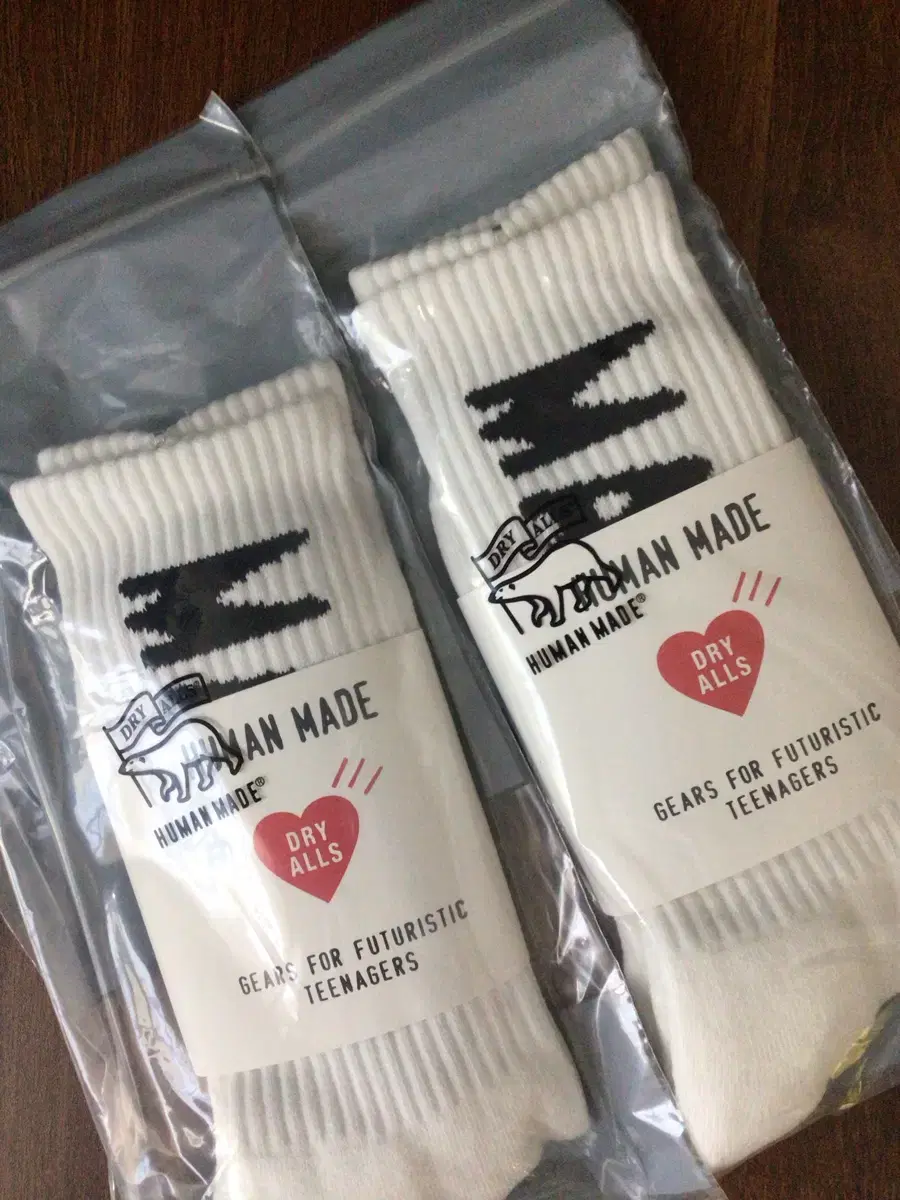 DRY ALLS
HUMAN MADE®
HUMAN MADE
DRY
ALLS
GEARS FOR FUTURISTIC
TEENAGERS
M
DRY ALLS
HUMAN MADE®
HUMAN MADE
DRY
ALLS
GEARS FOR FUTURISTIC
TEENAGERS